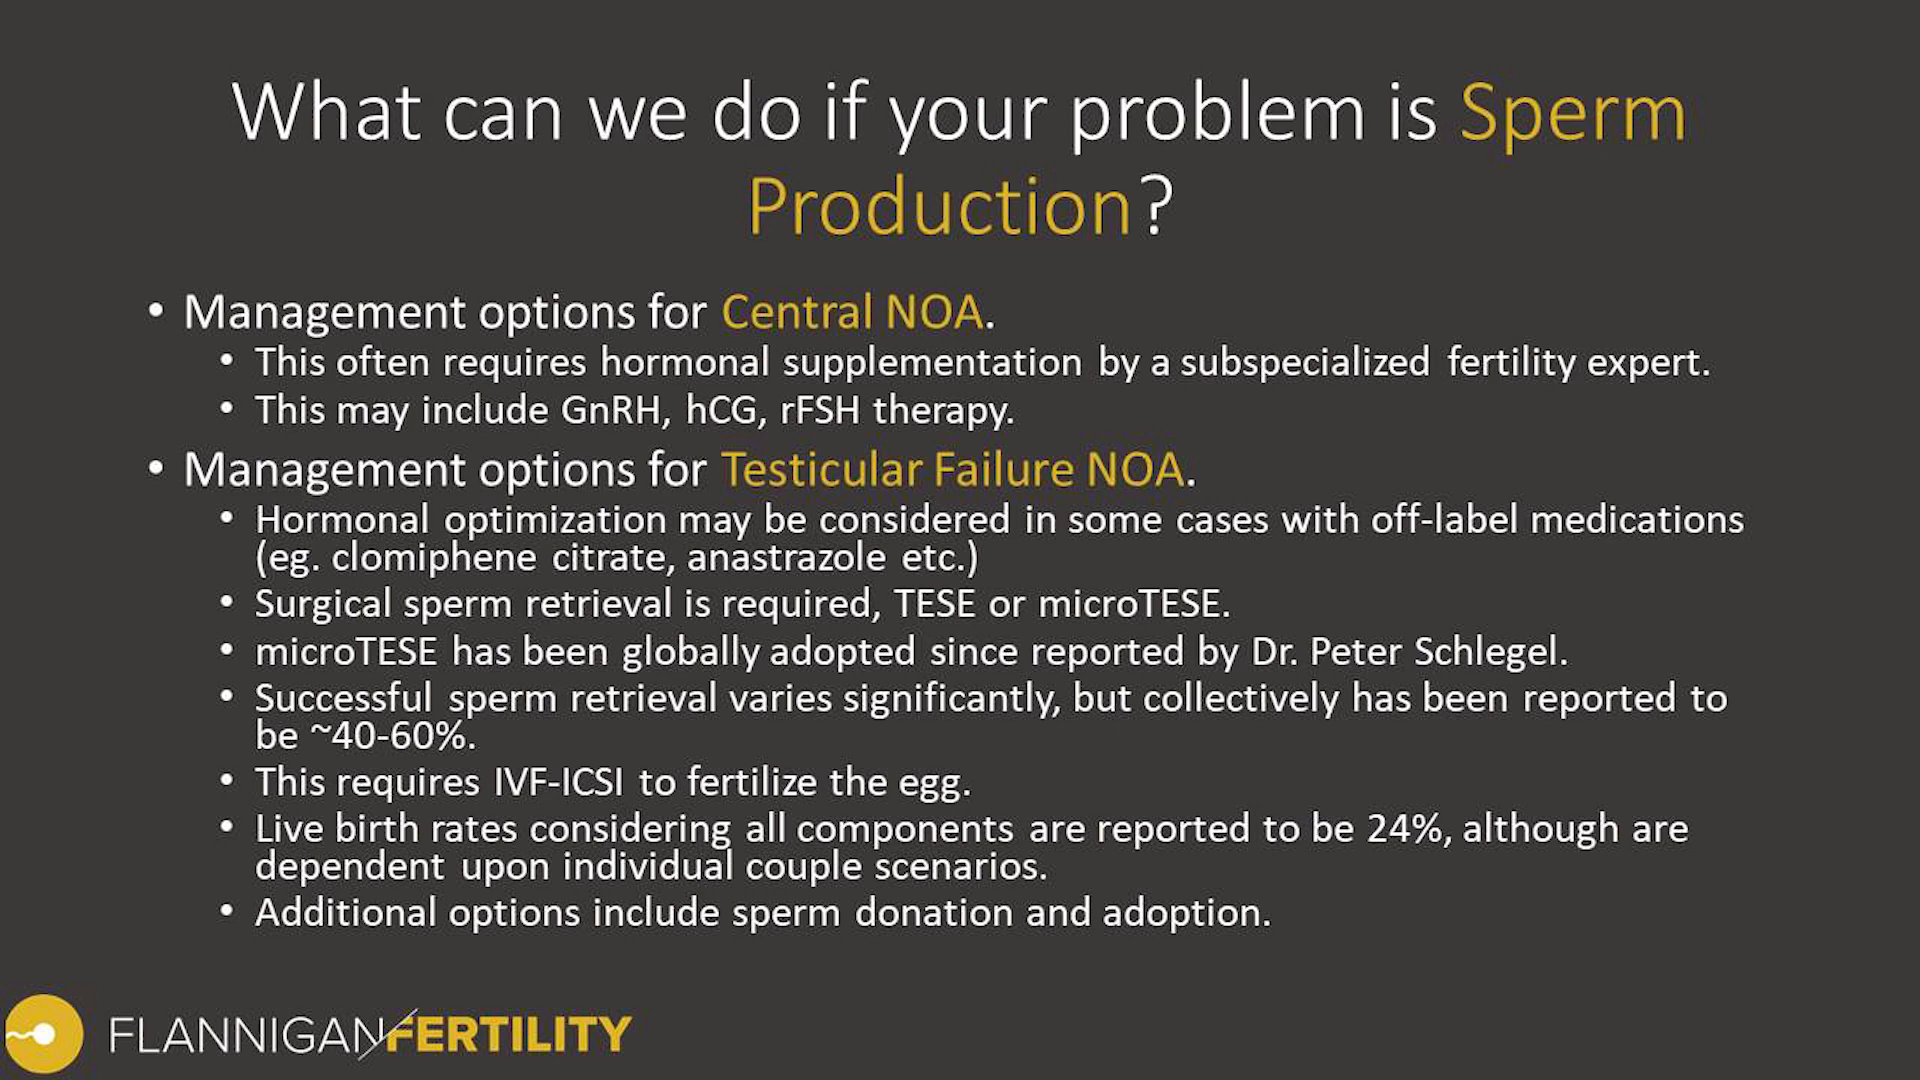 What can we do if your problem is Sperm
Production?
• Management options for Central NOA.
• This often requires hormonal supplementation by a subspecialized fertility expert.
• This may include GnRH, hCG, rFSH therapy.
• Management options for Testicular Failure NOA.
• Hormonal optimization may be considered in some cases with off-label medications
(eg. clomiphene citrate, anastrazole etc.)
• Surgical sperm retrieval is required, TESE or microTESE.
• microTESE has been globally adopted since reported by Dr. Peter Schlegel.
• Successful sperm retrieval varies significantly, but collectively has been reported to
be ~40-60%.
• This requires IVF-ICSI to fertilize the egg.
• Live birth rates considering all components are reported to be 24%, although are
dependent upon individual couple scenarios.
• Additional options include sperm donation and adoption.
FLANNIGAN/FERTILITY